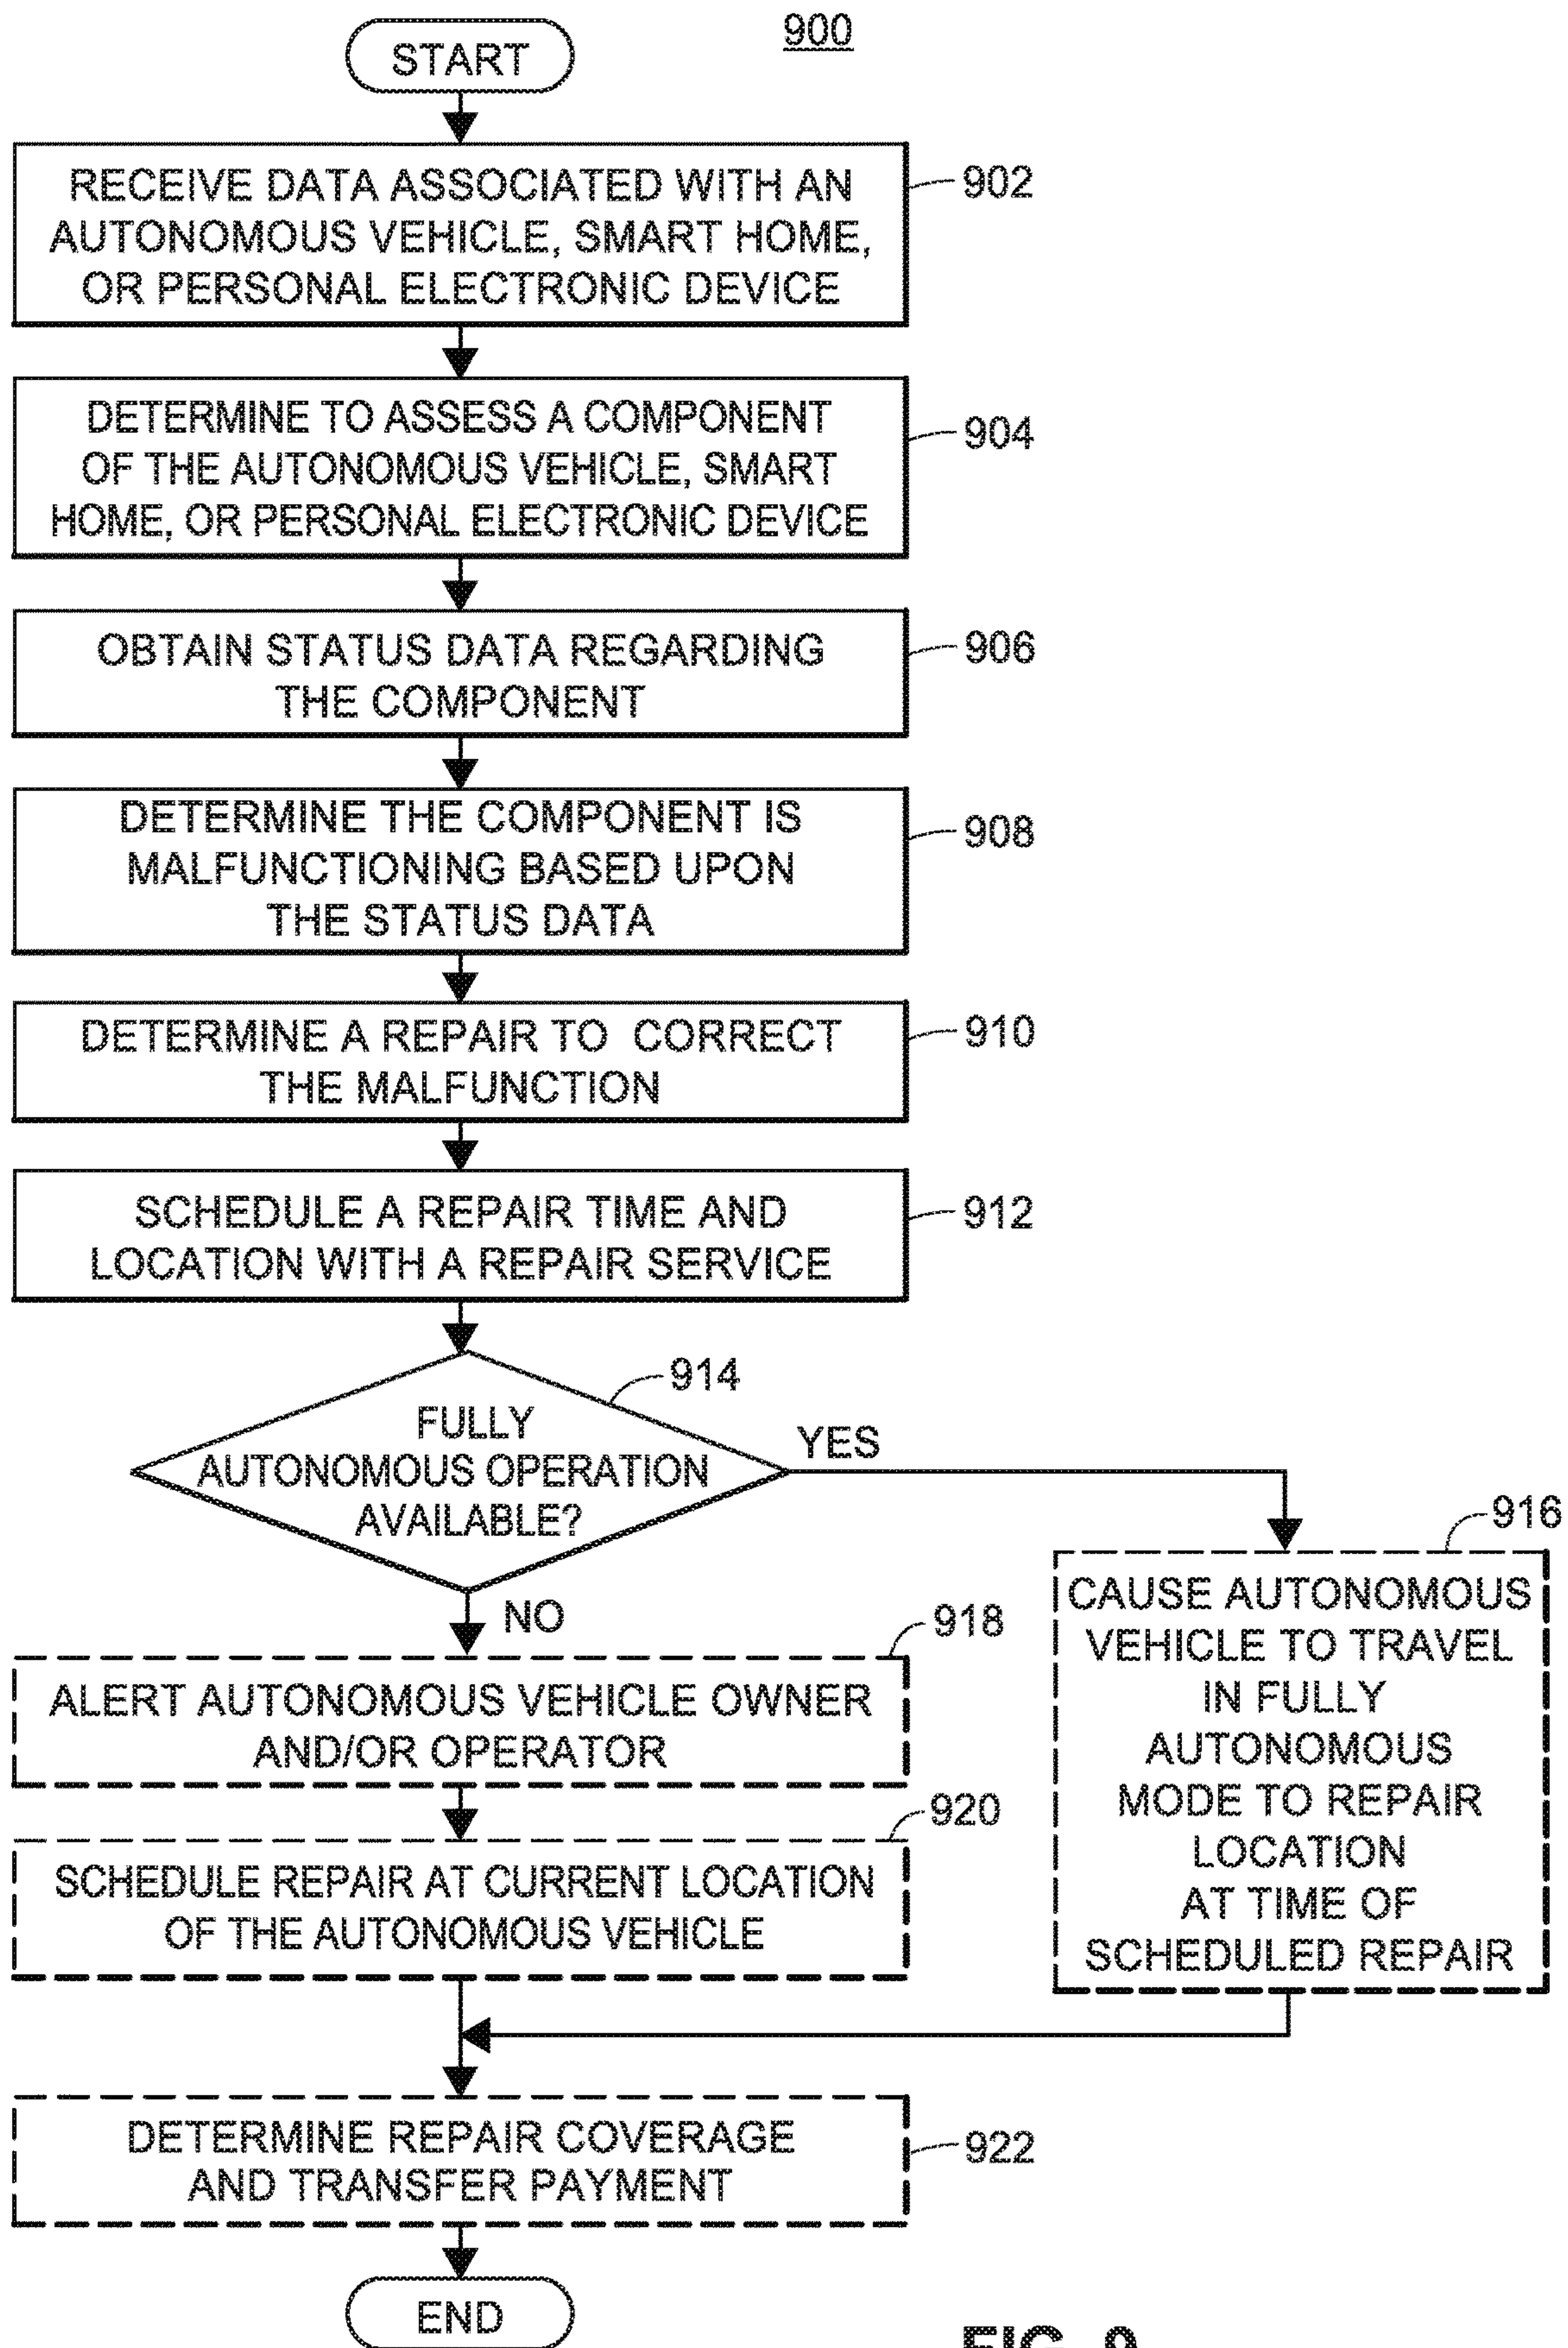 900
START
RECEIVE DATA ASSOCIATED WITH AN
AUTONOMOUS VEHICLE, SMART HOME,
OR PERSONAL ELECTRONIC DEVICE
902
DETERMINE TO ASSESS A COMPONENT
OF THE AUTONOMOUS VEHICLE, SMART
HOME, OR PERSONAL ELECTRONIC DEVICE
904
OBTAIN STATUS DATA REGARDING
THE COMPONENT
906
DETERMINE THE COMPONENT IS
MALFUNCTIONING BASED UPON
THE STATUS DATA
908
DETERMINE A REPAIR TO CORRECT
THE MALFUNCTION
910
SCHEDULE A REPAIR TIME AND
LOCATION WITH A REPAIR SERVICE
912
914
FULLY
AUTONOMOUS OPERATION
AVAILABLE?
YES
916
CAUSE AUTONOMOUS
VEHICLE TO TRAVEL
IN FULLY
AUTONOMOUS
MODE TO REPAIR
LOCATION
AT TIME OF
SCHEDULED REPAIR
NO
918
ALERT AUTONOMOUS VEHICLE OWNER
AND/OR OPERATOR
920
SCHEDULE REPAIR AT CURRENT LOCATION
OF THE AUTONOMOUS VEHICLE
DETERMINE REPAIR COVERAGE
AND TRANSFER PAYMENT
922
END
FIG. 9